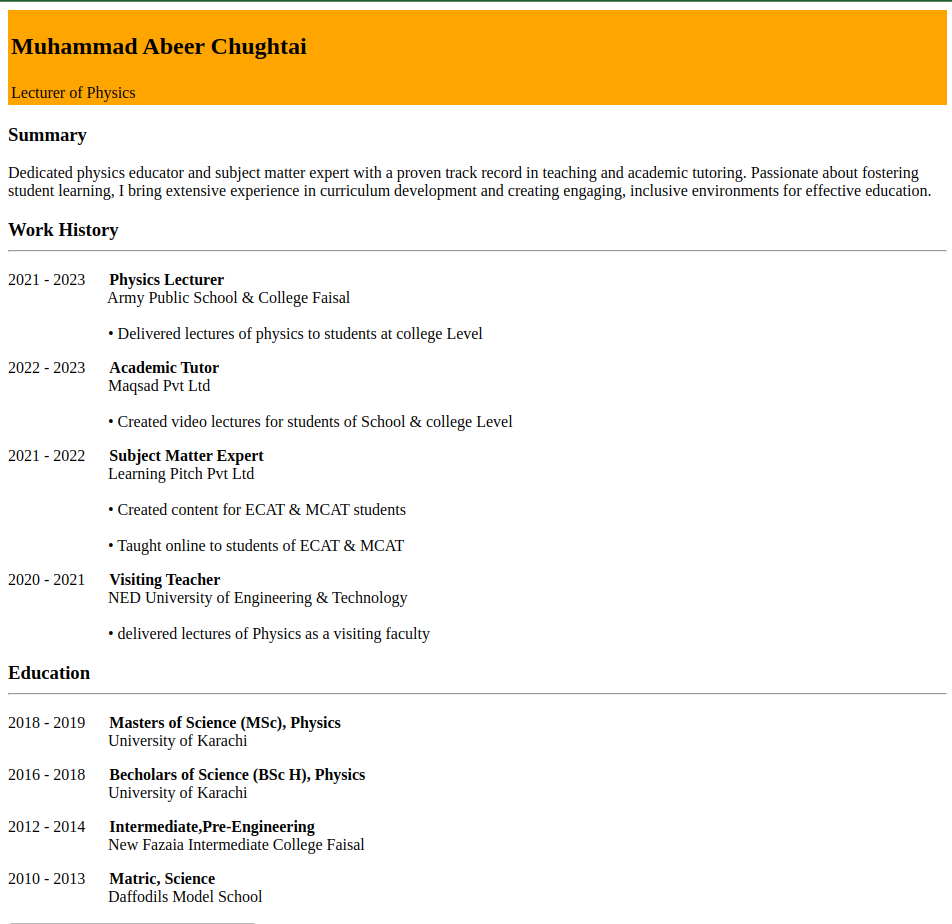 Muhammad Abeer Chughtai
Lecturer of Physics
Summary
Dedicated physics educator and subject matter expert with a proven track record in teaching and academic tutoring. Passionate about fostering
student learning, I bring extensive experience in curriculum development and creating engaging, inclusive environments for effective education.
Work History
2021 - 2023 Physics Lecturer
Army Public School & College Faisal
• Delivered lectures of physics to students at college Level
2022 - 2023 Academic Tutor
Maqsad Pvt Ltd
• Created video lectures for students of School & college Level
2021 - 2022 Subject Matter Expert
Learning Pitch Pvt Ltd
• Created content for ECAT & MCAT students
• Taught online to students of ECAT & MCAT
2020 - 2021 Visiting Teacher
NED University of Engineering & Technology
• delivered lectures of Physics as a visiting faculty
Education
2018 - 2019 Masters of Science (MSc), Physics
University of Karachi
2016 - 2018 Becholars of Science (BSc H), Physics
University of Karachi
2012 - 2014 Intermediate,Pre-Engineering
New Fazaia Intermediate College Faisal
2010 - 2013 Matric, Science
Daffodils Model School